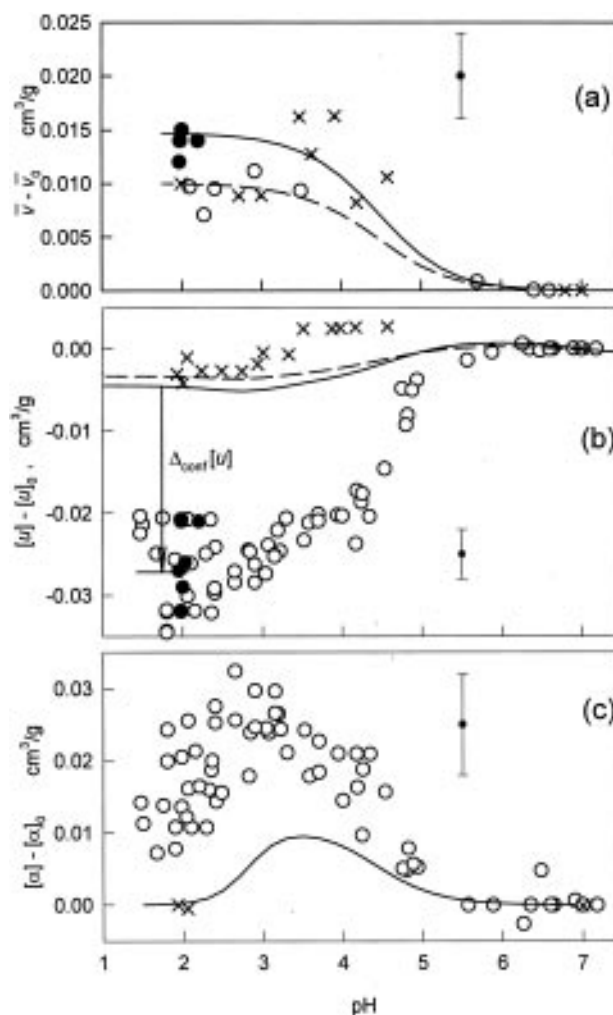 0.025
0.020
0.015
0.010
0.005
0.000
v̄ - v̄₀ cm³/g
(a)
0.00
-0.01
-0.02
-0.03
[u] - [u]₀ , cm³/g
Δconf[u]
(b)
0.03
0.02
0.01
0.00
[α] - [α]₀ cm³/g
(c)
1 2 3 4 5 6 7
pH